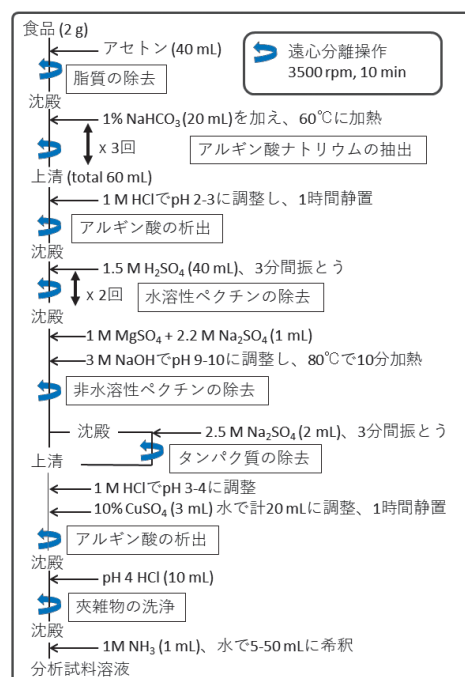 食品 (2 g)
アセトン (40 mL)
遠心分離操作
3500 rpm, 10 min
脂質の除去
沈殿
1% NaHCO₃ (20 mL)を加え、60℃に加熱
x 3回
アルギン酸ナトリウムの抽出
上清 (total 60 mL)
1 M HClでpH 2-3に調整し、1時間静置
アルギン酸の析出
沈殿
1.5 M H₂SO₄ (40 mL)、3分間振とう
x 2回
水溶性ペクチンの除去
沈殿
1 M MgSO₄ + 2.2 M Na₂SO₄ (1 mL)
3 M NaOHでpH 9-10に調整し、80℃で10分加熱
非水溶性ペクチンの除去
沈殿
2.5 M Na₂SO₄ (2 mL)、3分間振とう
タンパク質の除去
上清
1 M HClでpH 3-4に調整
10% CuSO₄ (3 mL) 水で計20 mLに調整、1時間静置
アルギン酸の析出
沈殿
pH 4 HCl (10 mL)
夾雑物の洗浄
沈殿
1M NH₃ (1 mL)、水で5-50 mLに希釈
分析試料溶液